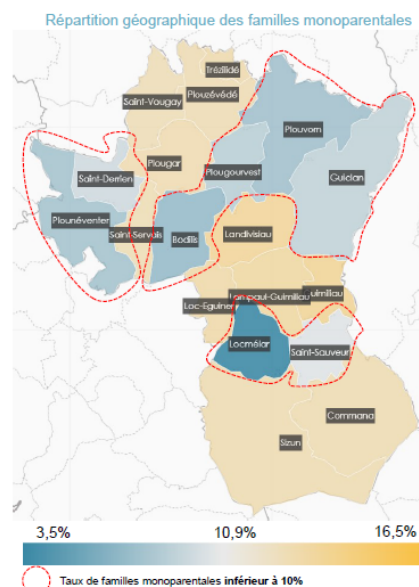 Répartition géographique des familles monoparentales
Trézilidé
Saint-Vougay
Plouzévédé
Plouvorn
Plougar
Plougourvest
Saint-Derrien
Guiclan
Plounéventer
Saint-Servais
Bodilis
Landivisiau
Lampaul-Guimiliau
Guimiliau
Loc-Eguiner
Locmélar
Saint-Sauveur
Commana
Sizun
3,5% 10,9% 16,5%
Taux de familles monoparentales inférieur à 10%